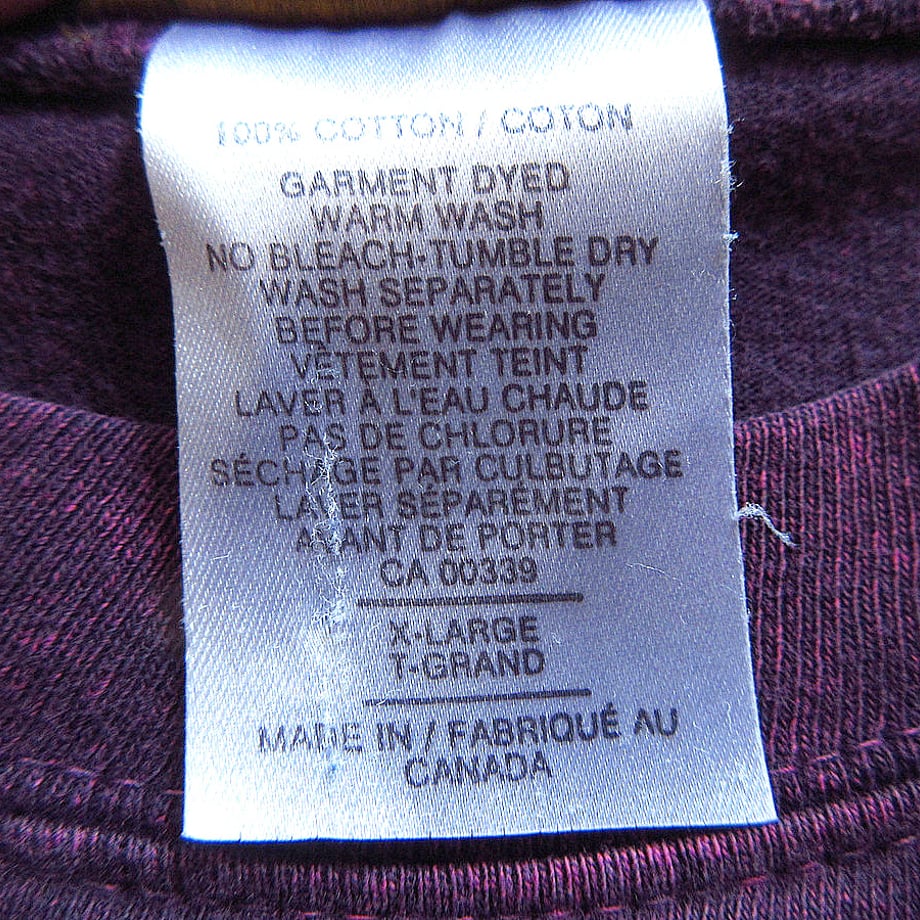 100% COTTON / COTON
GARMENT DYED
WARM WASH
NO BLEACH-TUMBLE DRY
WASH SEPARATELY
BEFORE WEARING
VÊTEMENT TEINT
LAVER À L'EAU CHAUDE
PAS DE CHLORURE
SÉCHAGE PAR CULBUTAGE
LAVER SÉPARÉMENT
AVANT DE PORTER
CA 00339
X-LARGE
T-GRAND
MADE IN / FABRIQUÉ AU
CANADA